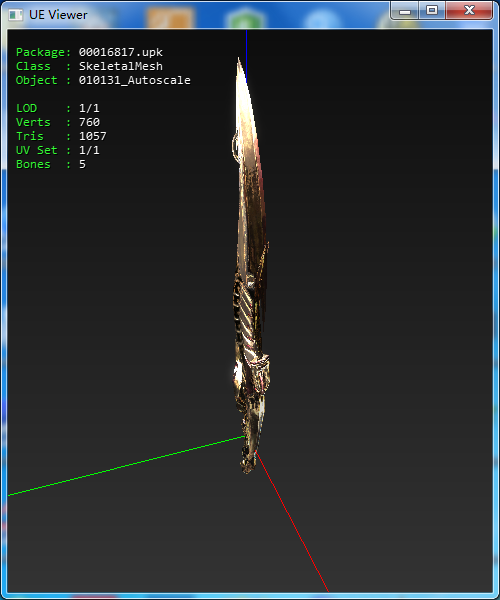 UE Viewer
Package: 00016817.upk
Class : SkeletalMesh
Object : 010131_Autoscale
LOD : 1/1
Verts : 760
Tris : 1057
UV Set : 1/1
Bones : 5